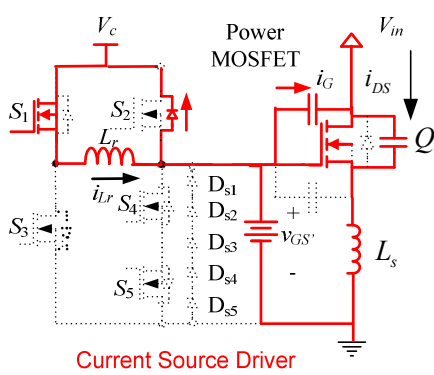 V_c
Power
MOSFET
V_in
S_1
S_2
i_G
i_DS
L_r
Q
i_Lr
S_3
S_4
S_5
D_s1
D_s2
D_s3
D_s4
D_s5
+
v_GS'
-
L_s
Current Source Driver